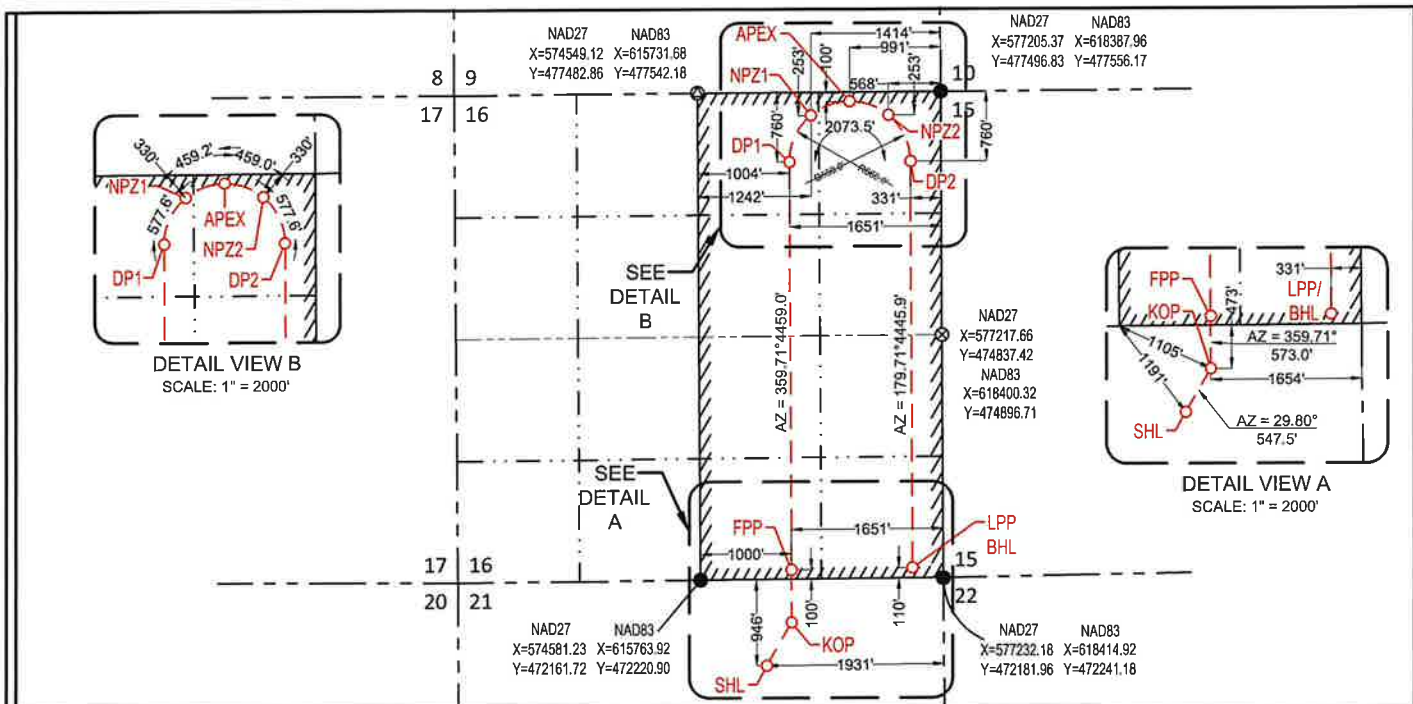 NAD27 NAD83
X=574549.12 X=615731.68
Y=477482.86 Y=477542.18
NAD27 NAD83
X=577205.37 X=618387.96
Y=477496.83 Y=477556.17
8 9
17 16
10
15
APEX
1414'
991'
568'
253'
100'
253'
NPZ1
NPZ2
2073.5'
760'
760'
DP1
DP2
1004'
1242'
331'
1651'
330'
459.2'
459.0'
330'
NPZ1
577.6'
577.6'
APEX
NPZ2
DP1
DP2
DETAIL VIEW B
SCALE: 1" = 2000'
SEE
DETAIL
B
NAD27
X=577217.66
Y=474837.42
NAD83
X=618400.32
Y=474896.71
AZ = 359.71° 4459.0'
AZ = 179.71° 4445.9'
FPP
KOP
331'
LPP/
BHL
473'
1105'
1191'
AZ = 359.71°
573.0'
1654'
SHL
AZ = 29.80°
547.5'
DETAIL VIEW A
SCALE: 1" = 2000'
SEE
DETAIL
A
FPP
1651'
LPP
BHL
1000'
17 16
20 21
15
22
946'
100'
110'
KOP
SHL
1931'
NAD27 NAD83
X=574581.23 X=615763.92
Y=472161.72 Y=472220.90
NAD27 NAD83
X=577232.18 X=618414.92
Y=472181.96 Y=472241.18